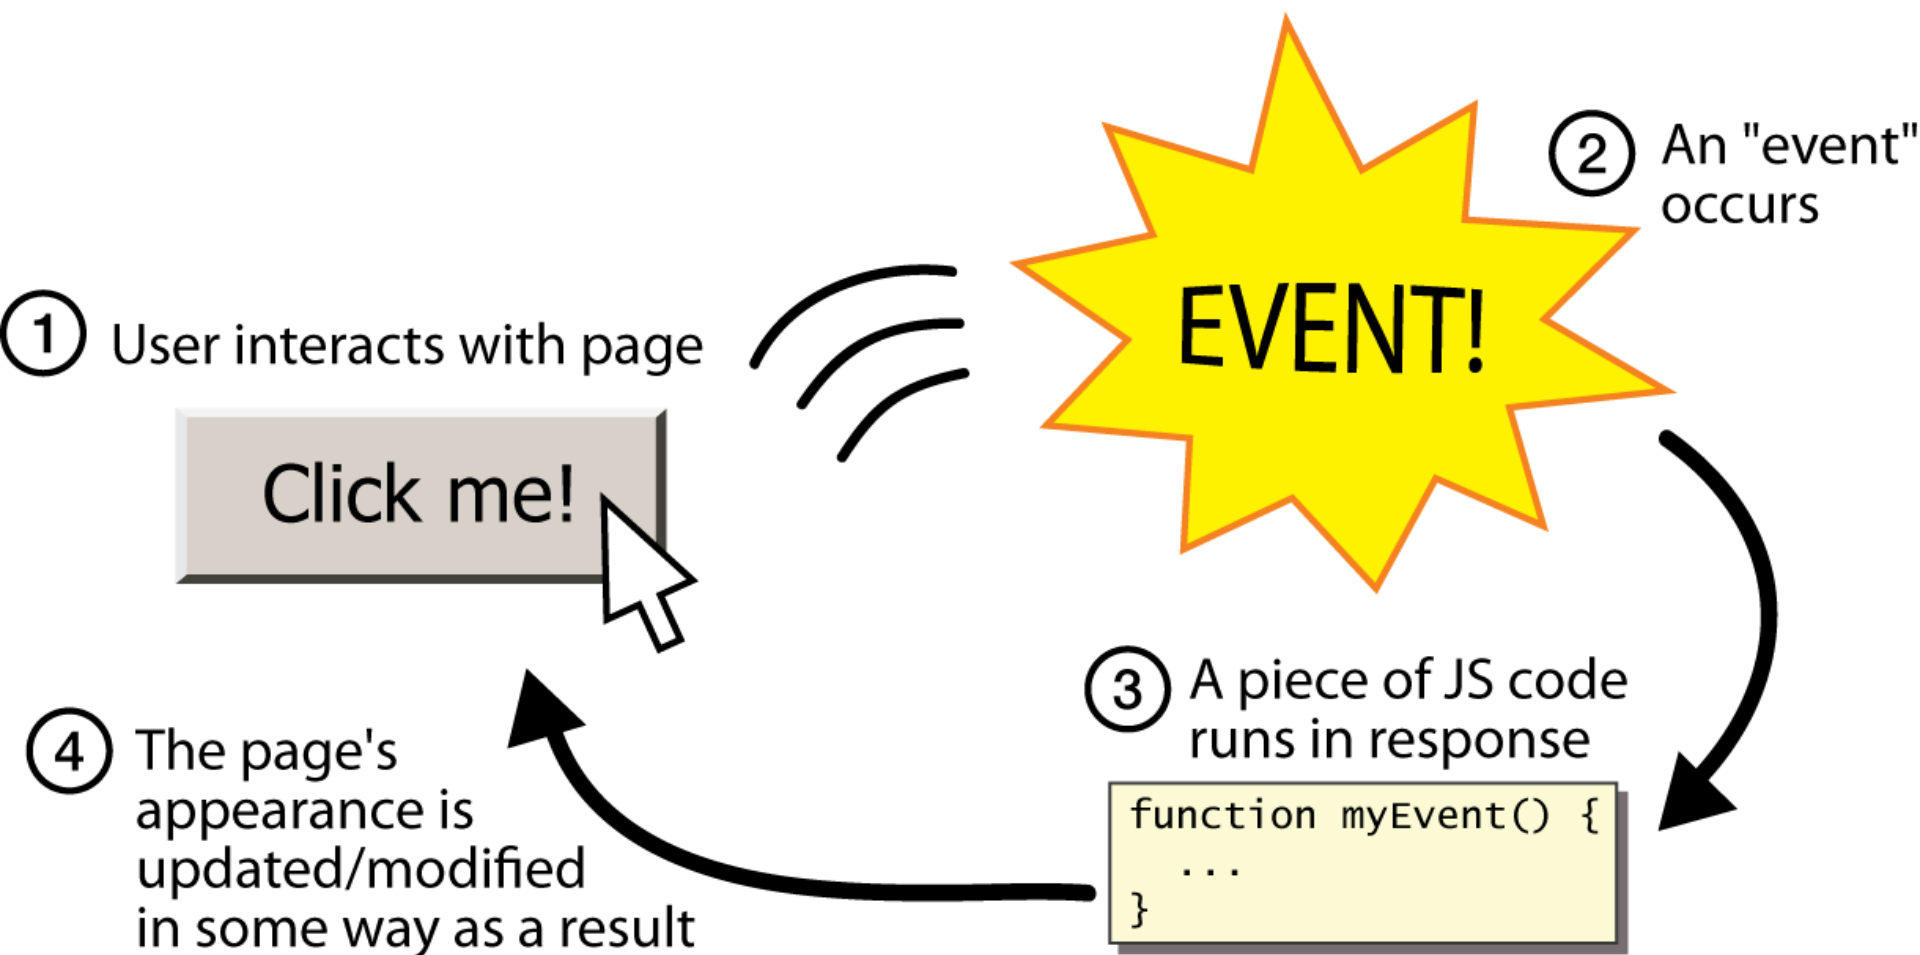 1 User interacts with page
Click me!
EVENT!
2 An "event"
occurs
3 A piece of JS code
runs in response
function myEvent() {
...
}
4 The page's
appearance is
updated/modified
in some way as a result